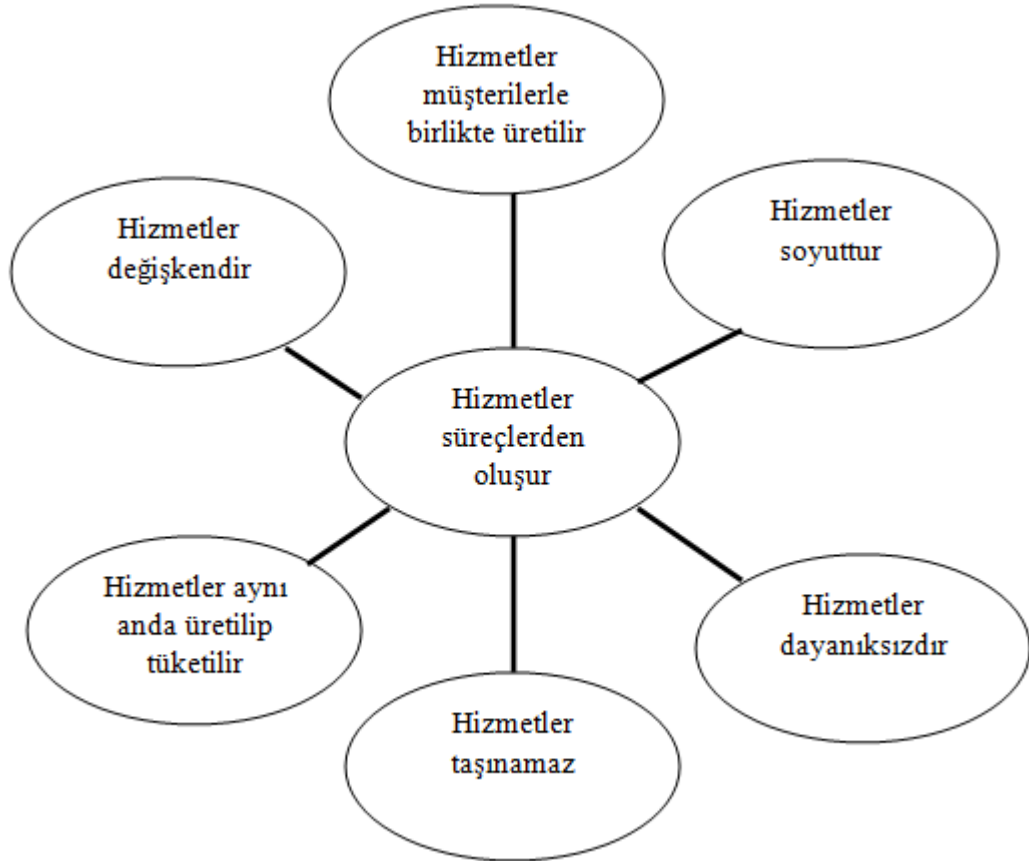 Hizmetler
müşterilerle
birlikte üretilir
Hizmetler
değişkendir
Hizmetler
soyuttur
Hizmetler
süreçlerden
oluşur
Hizmetler aynı
anda üretilip
tüketilir
Hizmetler
dayanıksızdır
Hizmetler
taşınamaz